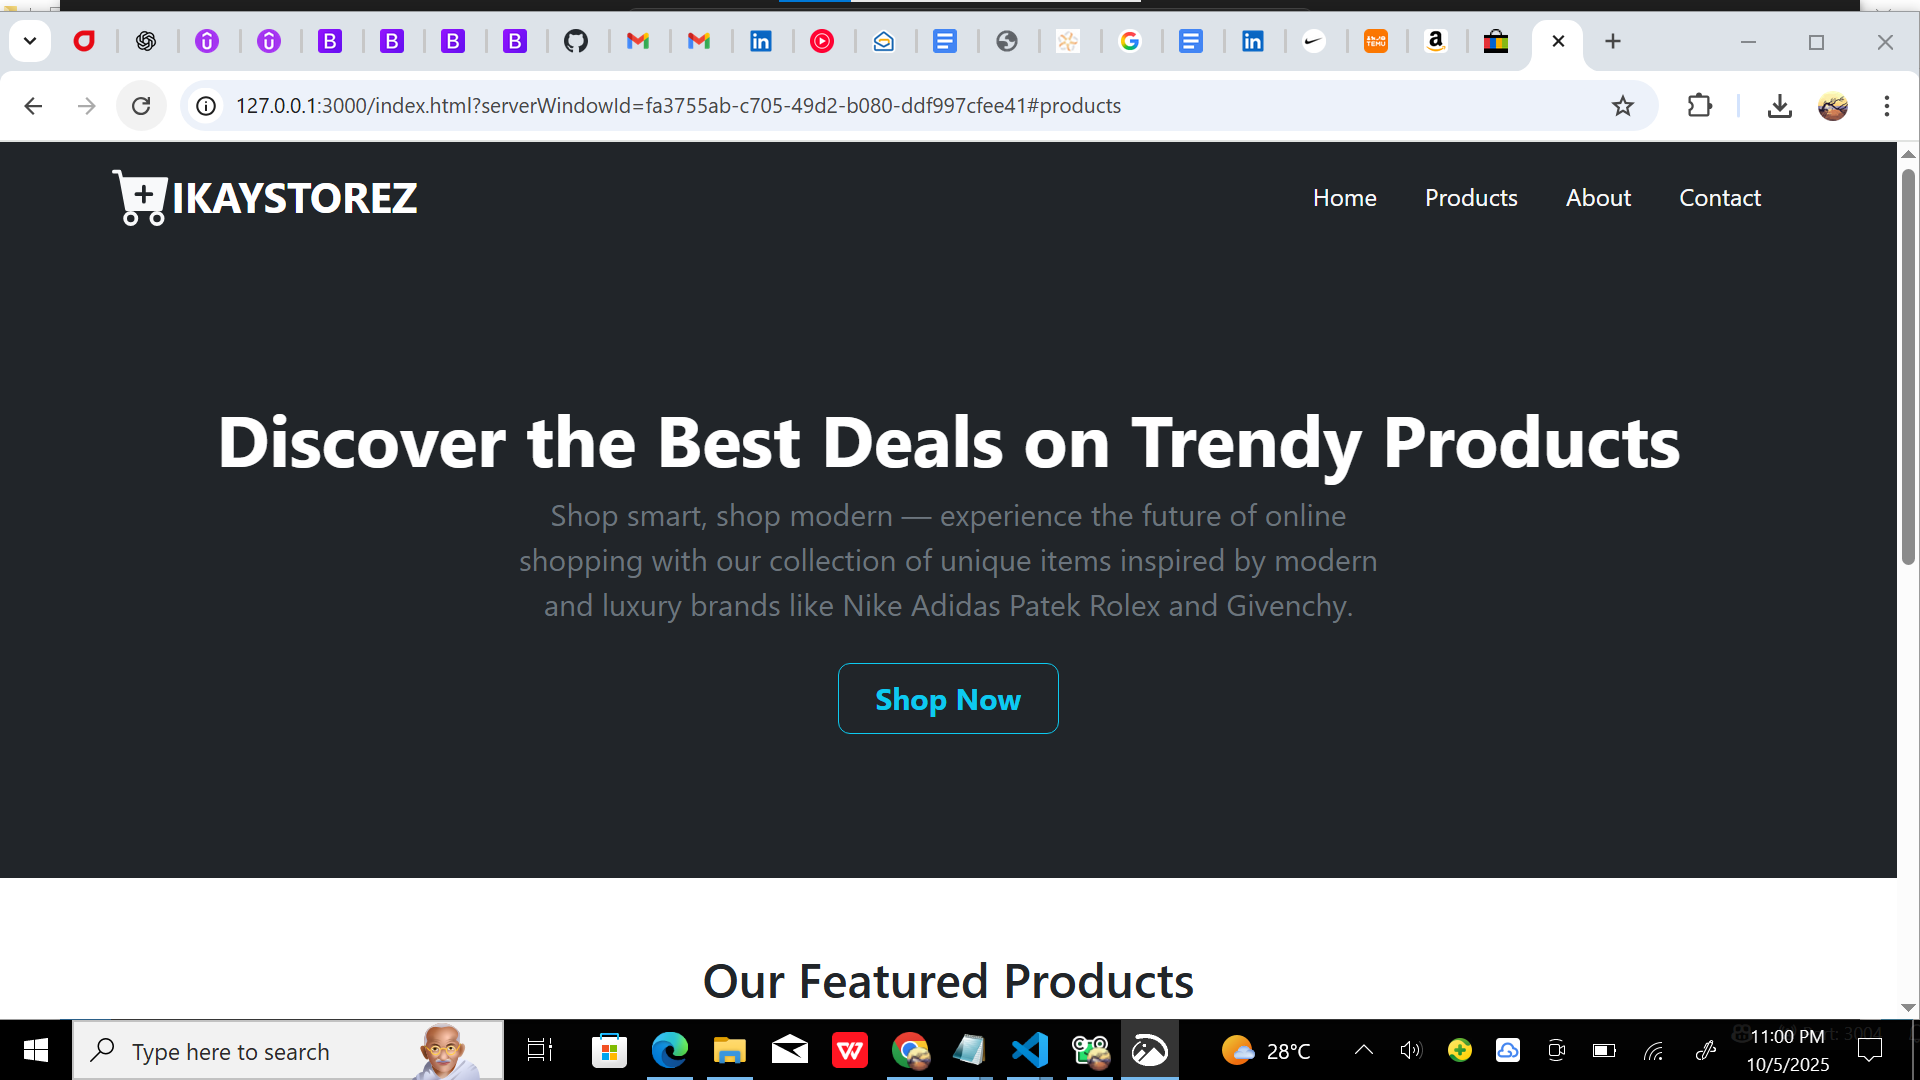 127.0.0.1:3000/index.html?serverWindowId=fa3755ab-c705-49d2-b080-ddf997cfee41#products
IKAYSTOREZ
Home Products About Contact
Discover the Best Deals on Trendy Products
Shop smart, shop modern — experience the future of online
shopping with our collection of unique items inspired by modern
and luxury brands like Nike Adidas Patek Rolex and Givenchy.
Shop Now
Our Featured Products
Type here to search
28°C
11:00 PM
10/5/2025